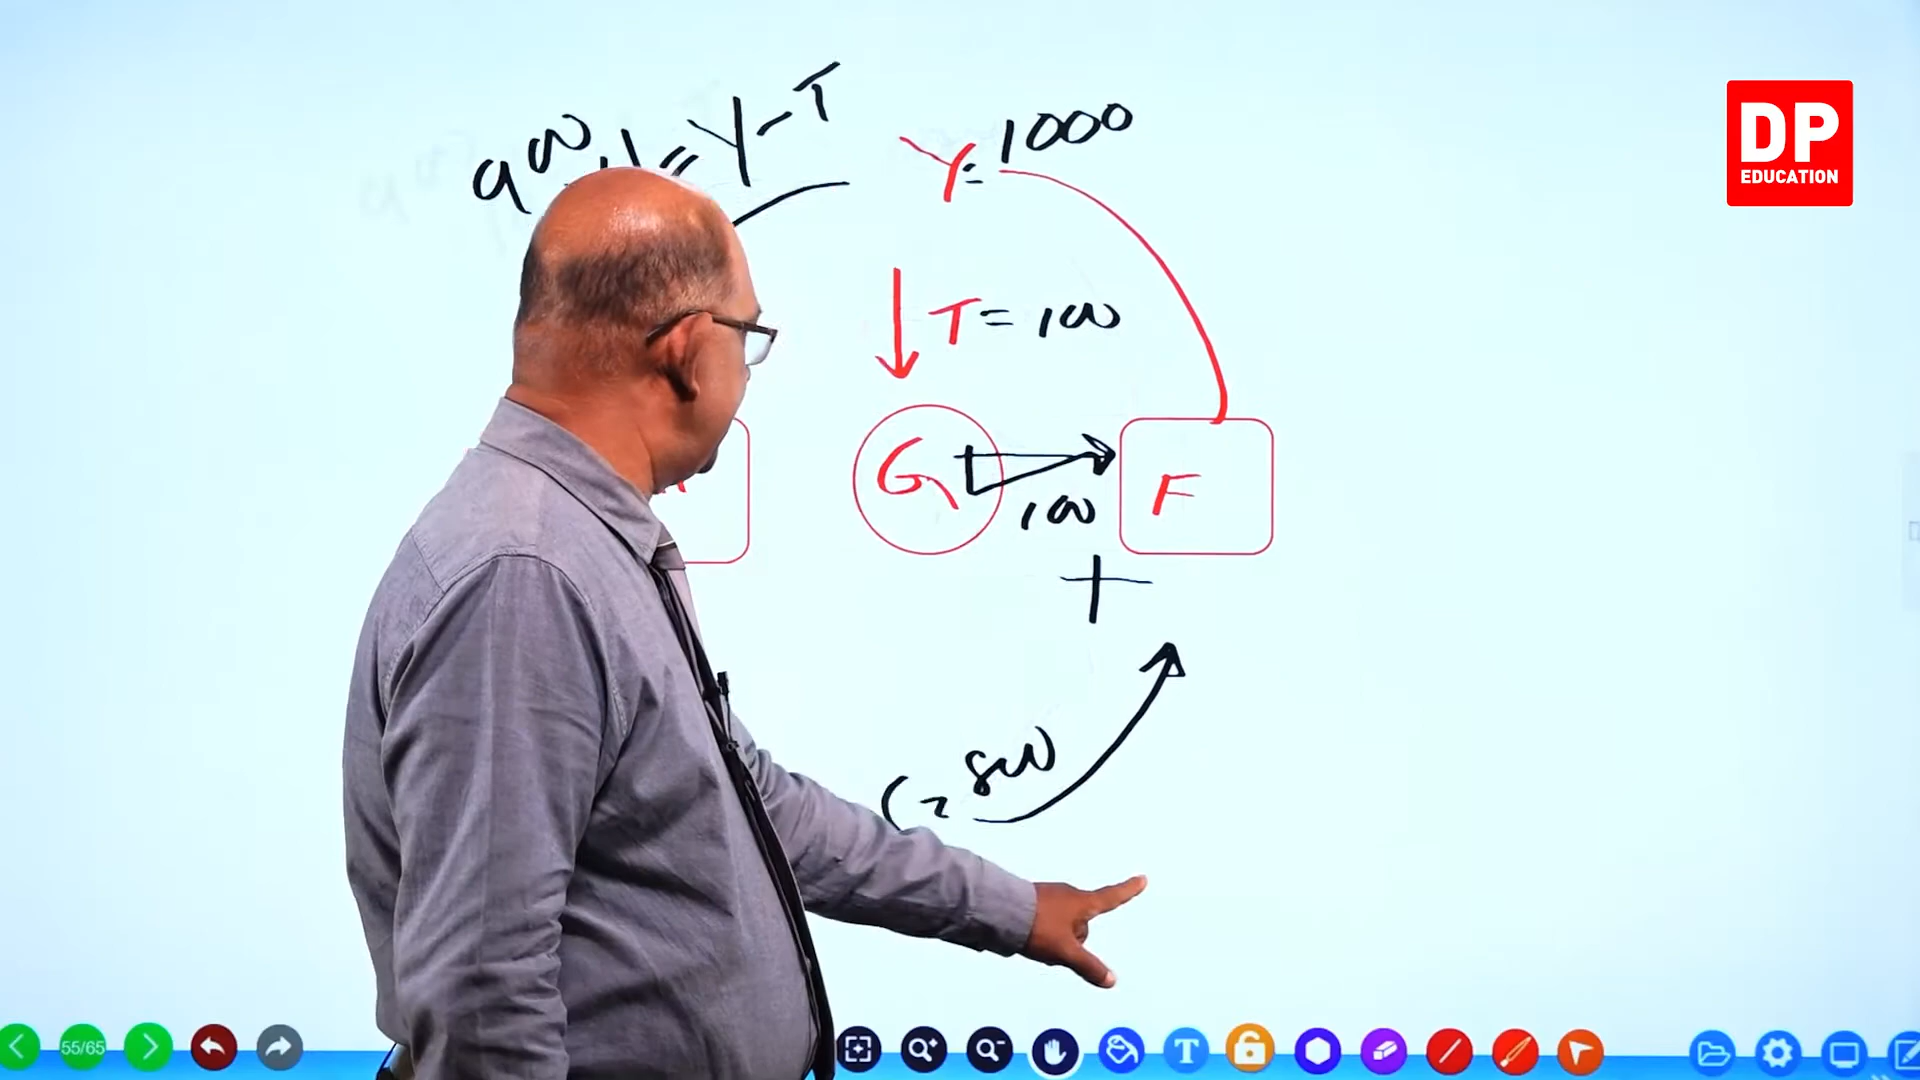 900 = Y-T
Y = 1000
T = 100
G
100
F
+
C = 800
DP
EDUCATION
55/65
T